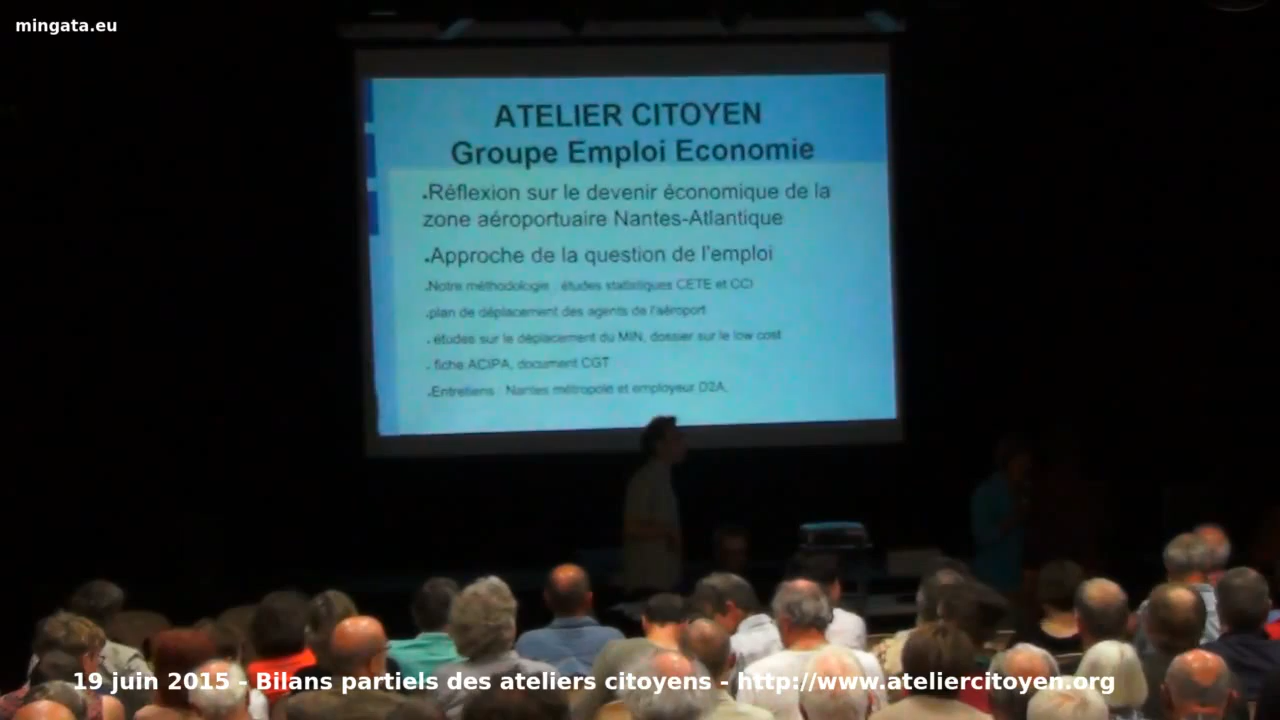 mingata.eu
ATELIER CITOYEN
Groupe Emploi Economie
.Réflexion sur le devenir économique de la
zone aéroportuaire Nantes-Atlantique
.Approche de la question de l'emploi
.Notre méthodologie : études statistiques CETE et CCI
.plan de déplacement des agents de l'aéroport
. études sur le déplacement du MIN, dossier sur le low cost
. fiche ACIPA, document CGT
.Entretiens : Nantes métropole et employeur D2A,
19 juin 2015 - Bilans partiels des ateliers citoyens - http://www.ateliercitoyen.org